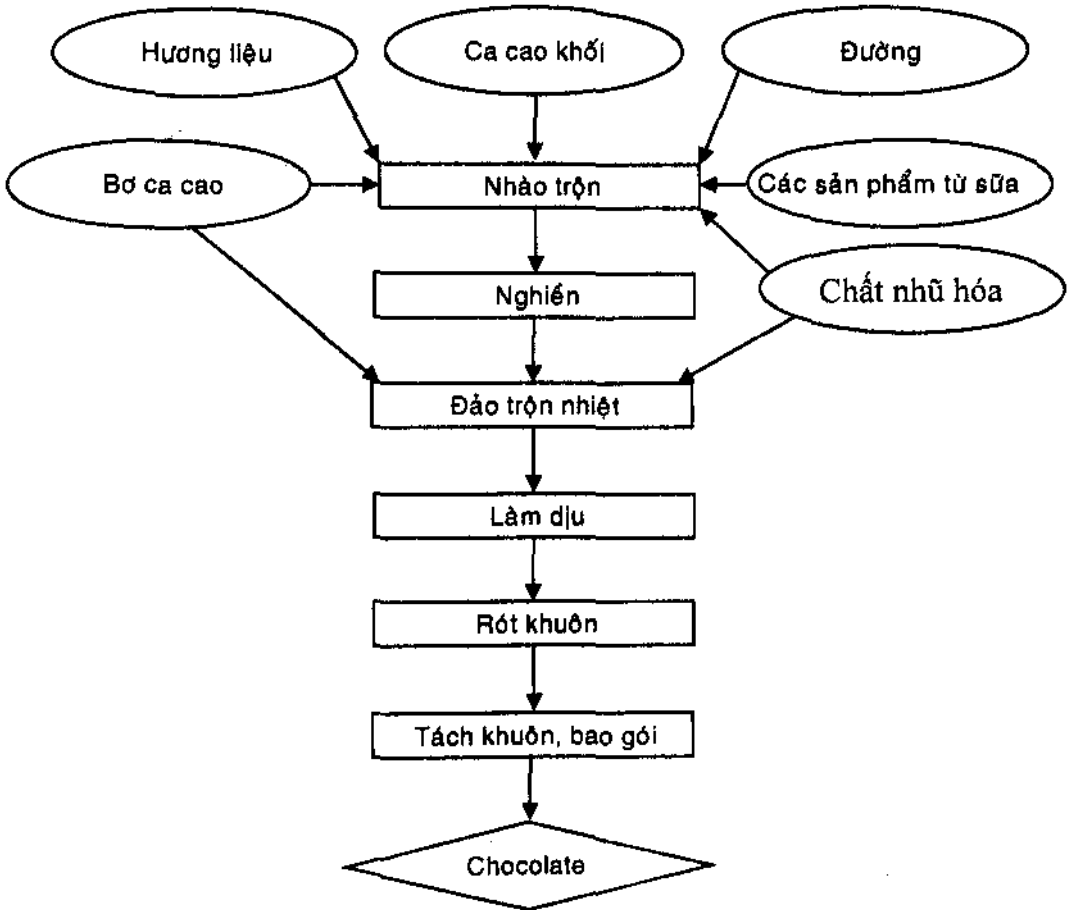 Hương liệu
Ca cao khối
Đường
Bơ ca cao
Nhào trộn
Các sản phẩm từ sữa
Nghiến
Chất nhũ hóa
Đảo trộn nhiệt
Làm dịu
Rót khuôn
Tách khuôn, bao gói
Chocolate